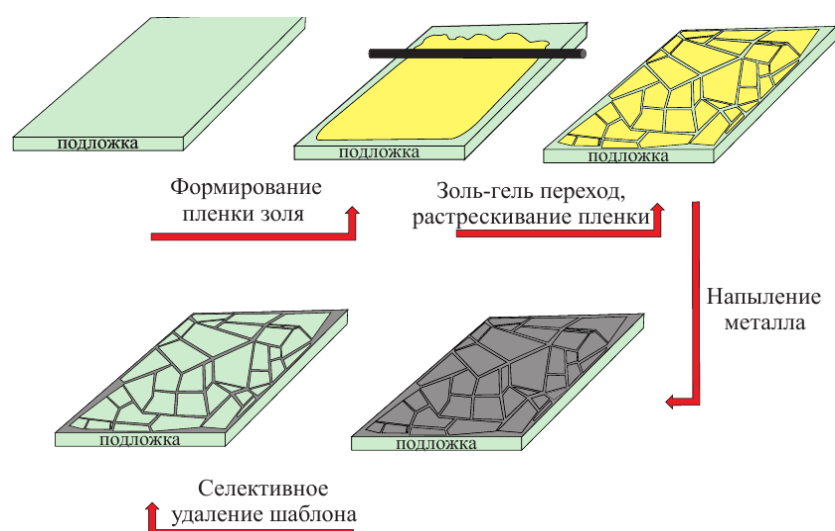 подложка
подложка
подложка
Формирование
пленки золя
Золь-гель переход,
растрескивание пленки
Напыление
металла
подложка
подложка
Селективное
удаление шаблона